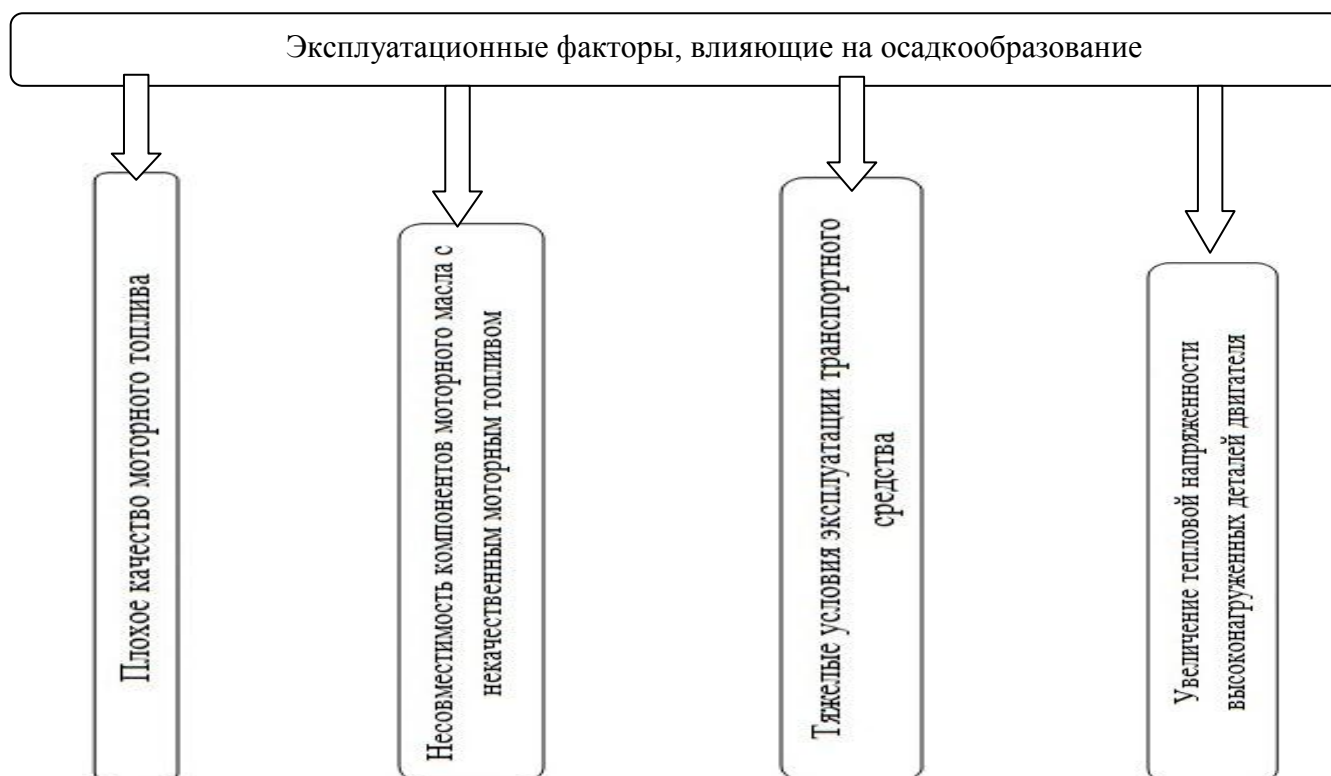 Эксплуатационные факторы, влияющие на осадкообразование
Плохое качество моторного топлива
Несовместимость компонентов моторного масла с
некачественным моторным топливом
Тяжелые условия эксплуатации транспортного
средства
Увеличение тепловой напряженности
высоконагруженных деталей двигателя